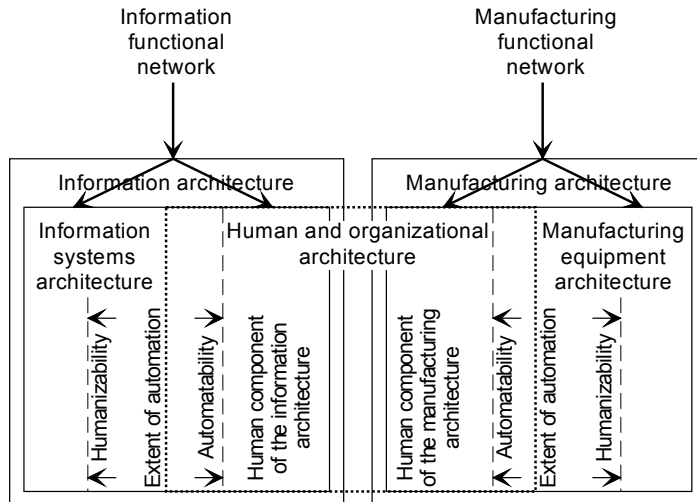 Information
functional
network
Manufacturing
functional
network
Information architecture
Manufacturing architecture
Information
systems
architecture
Human and organizational
architecture
Manufacturing
equipment
architecture
Humanizability
Extent of automation
Automatability
Human component
of the information
architecture
Human component
of the manufacturing
architecture
Automatability
Extent of automation
Humanizability